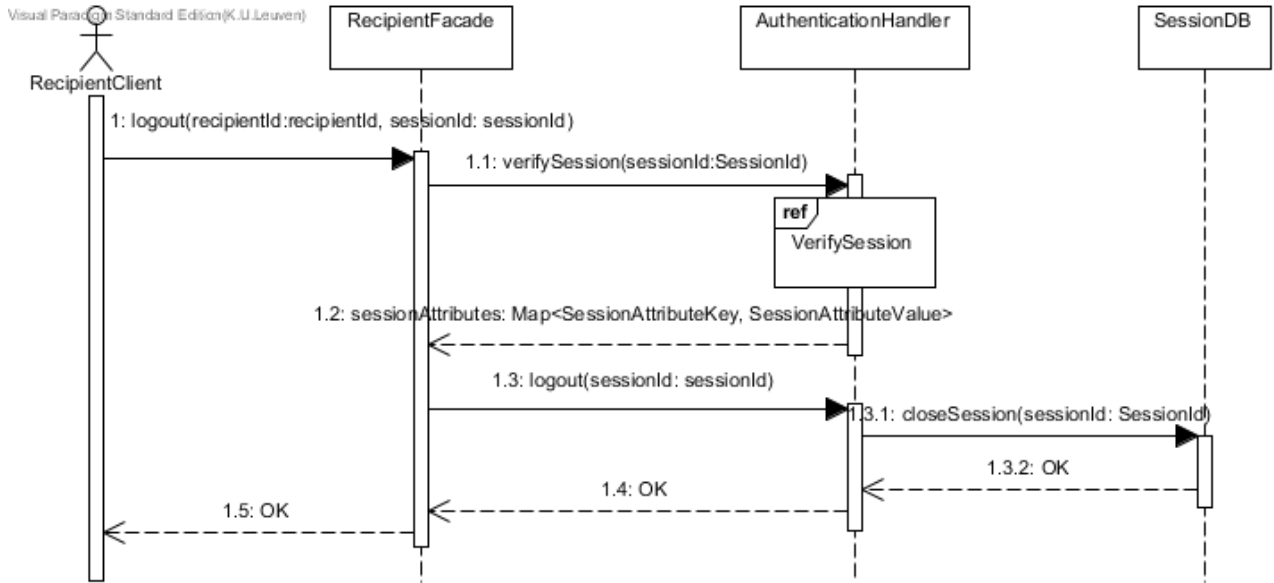 Visual Paradigm Standard Edition(K.U.Leuven)
RecipientFacade
AuthenticationHandler
SessionDB
RecipientClient
1: logout(recipientId:recipientId, sessionId: sessionId)
1.1: verifySession(sessionId:SessionId)
ref
VerifySession
1.2: sessionAttributes: Map<SessionAttributeKey, SessionAttributeValue>
1.3: logout(sessionId: sessionId)
1.3.1: closeSession(sessionId: SessionId)
1.3.2: OK
1.4: OK
1.5: OK